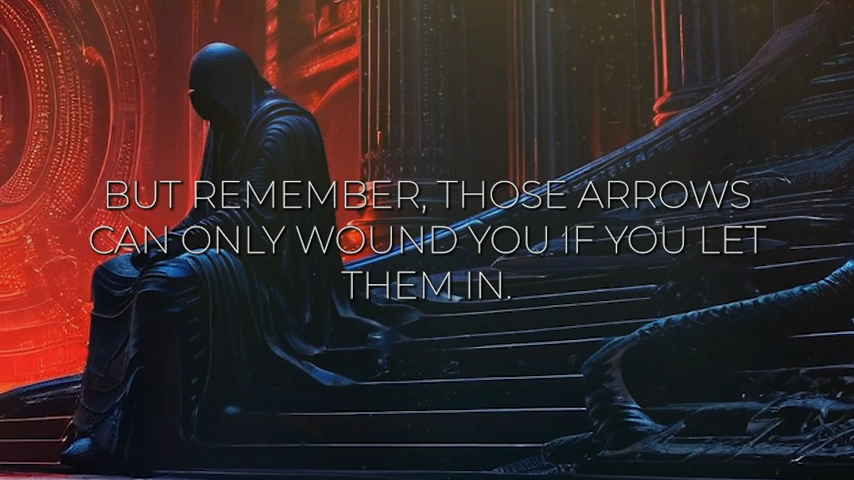 BUT REMEMBER, THOSE ARROWS
CAN ONLY WOUND YOU IF YOU LET
THEM IN.